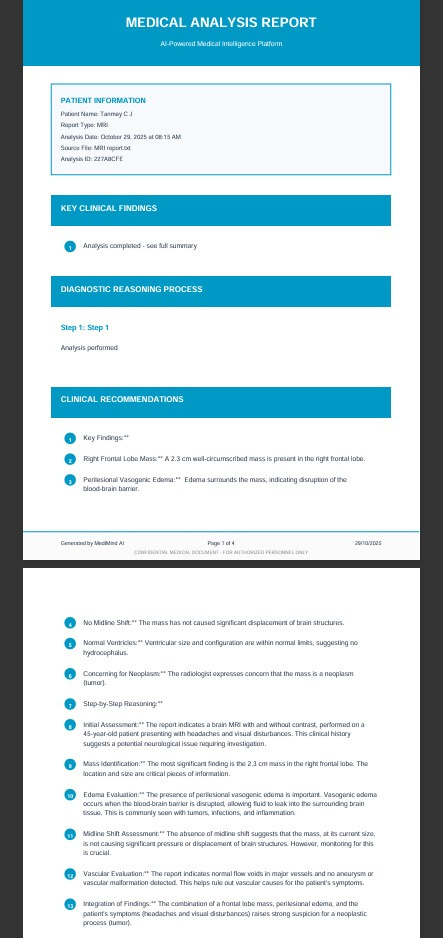 MEDICAL ANALYSIS REPORT
AI-Powered Medical Intelligence Platform
PATIENT INFORMATION
Patient Name: Tanmay C J
Report Type: MRI
Analysis Date: October 29, 2025 at 08:15 AM
Source File: MRI report.txt
Analysis ID: 227A8CFE
KEY CLINICAL FINDINGS
1 Analysis completed - see full summary
DIAGNOSTIC REASONING PROCESS
Step 1: Step 1
Analysis performed
CLINICAL RECOMMENDATIONS
1 Key Findings:**
2 Right Frontal Lobe Mass:** A 2.3 cm well-circumscribed mass is present in the right frontal lobe.
3 Perilesional Vasogenic Edema:** Edema surrounds the mass, indicating disruption of the
blood-brain barrier.
Generated by MediMind AI Page 1 of 4 29/10/2025
CONFIDENTIAL MEDICAL DOCUMENT - FOR AUTHORIZED PERSONNEL ONLY
4 No Midline Shift:** The mass has not caused significant displacement of brain structures.
5 Normal Ventricles:** Ventricular size and configuration are within normal limits, suggesting no
hydrocephalus.
6 Concerning for Neoplasm:** The radiologist expresses concern that the mass is a neoplasm
(tumor).
7 Step-by-Step Reasoning:**
8 Initial Assessment:** The report indicates a brain MRI with and without contrast, performed on a
45-year-old patient presenting with headaches and visual disturbances. This clinical history
suggests a potential neurological issue requiring investigation.
9 Mass Identification:** The most significant finding is the 2.3 cm mass in the right frontal lobe. The
location and size are critical pieces of information.
10 Edema Evaluation:** The presence of perilesional vasogenic edema is important. Vasogenic edema
occurs when the blood-brain barrier is disrupted, allowing fluid to leak into the surrounding brain
tissue. This is commonly seen with tumors, infections, and inflammation.
11 Midline Shift Assessment:** The absence of midline shift suggests that the mass, at its current size,
is not causing significant pressure or displacement of brain structures. However, monitoring for this
is crucial.
12 Vascular Evaluation:** The report indicates normal flow voids in major vessels and no aneurysm or
vascular malformation detected. This helps rule out vascular causes for the patient's symptoms.
13 Integration of Findings:** The combination of a frontal lobe mass, perilesional edema, and the
patient's symptoms (headaches and visual disturbances) raises strong suspicion for a neoplastic
process (tumor).